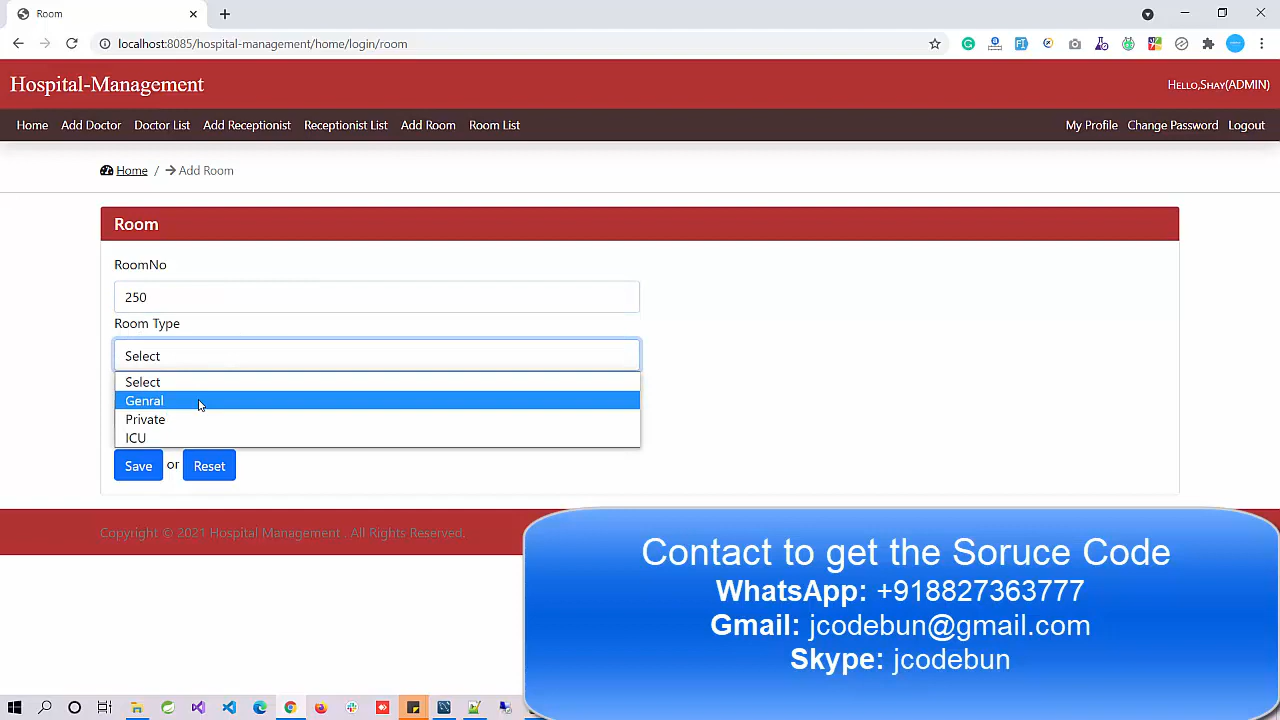 Room
localhost:8085/hospital-management/home/login/room
Hospital-Management
Hello,Shay(ADMIN)
Home Add Doctor Doctor List Add Receptionist Receptionist List Add Room Room List My Profile Change Password Logout
Home / Add Room
Room
RoomNo
250
Room Type
Select
Select
Genral
Private
ICU
Save or Reset
Copyright © 2021 Hospital Management . All Rights Reserved.
Contact to get the Soruce Code
WhatsApp: +918827363777
Gmail: jcodebun@gmail.com
Skype: jcodebun